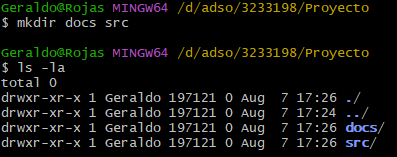 Geraldo@Rojas MINGW64 /d/adso/3233198/Proyecto
$ mkdir docs src

Geraldo@Rojas MINGW64 /d/adso/3233198/Proyecto
$ ls -la
total 0
drwxr-xr-x 1 Geraldo 197121 0 Aug  7 17:26 ./
drwxr-xr-x 1 Geraldo 197121 0 Aug  7 17:24 ../
drwxr-xr-x 1 Geraldo 197121 0 Aug  7 17:26 docs/
drwxr-xr-x 1 Geraldo 197121 0 Aug  7 17:26 src/